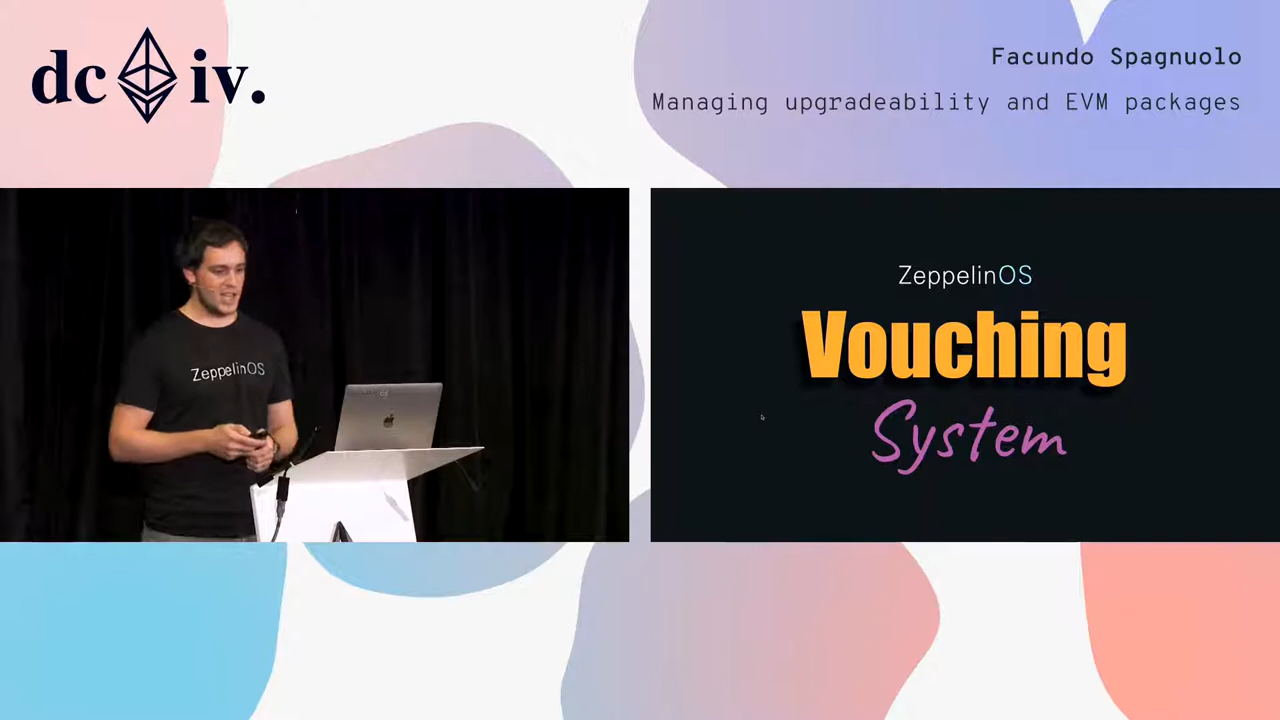 dc iv.
Facundo Spagnuolo
Managing upgradeability and EVM packages
ZeppelinOS
ZeppelinOS
Vouching
System